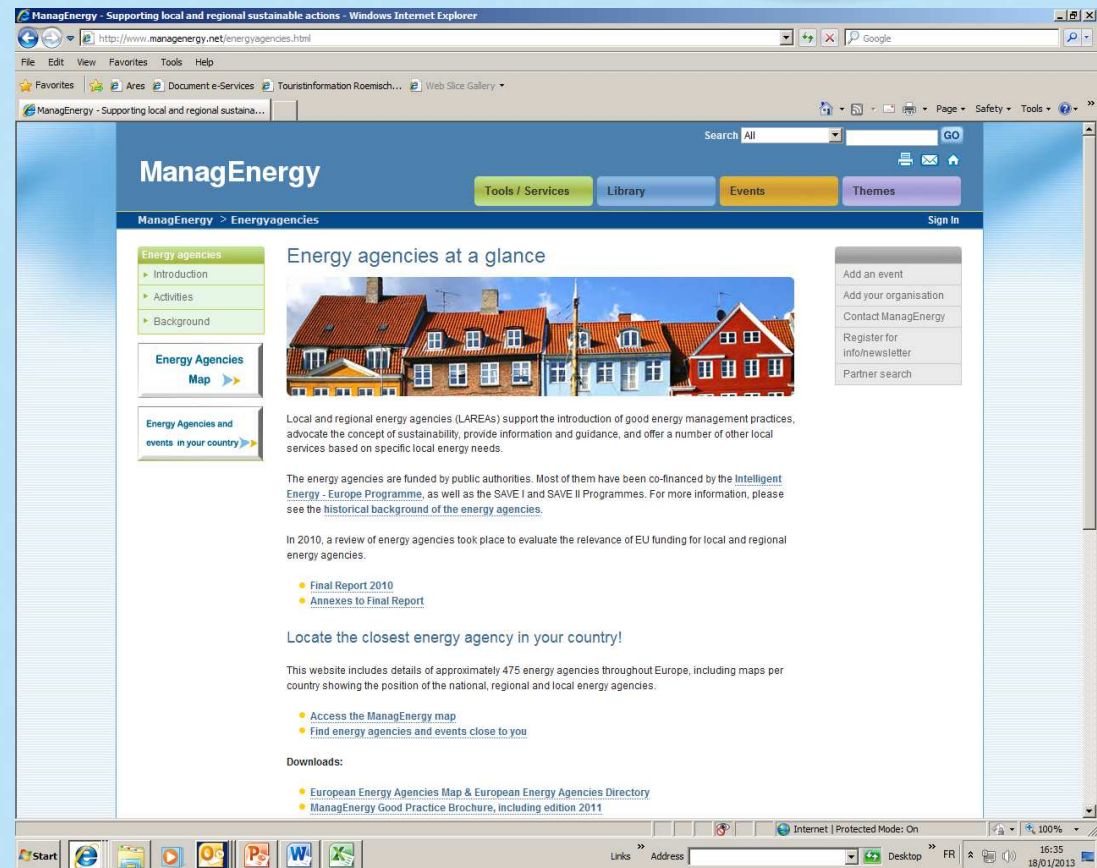 ManagEnergy - Supporting local and regional sustainable actions - Windows Internet Explorer
http://www.managenergy.net/energyagencies.html
Google
File Edit View Favorites Tools Help
Favorites Ares Document e-Services Touristinformation Roemisch... Web Slice Gallery
ManagEnergy - Supporting local and regional sustaina...
Page Safety Tools
Search All GO
ManagEnergy
Tools / Services Library Events Themes
ManagEnergy > Energyagencies Sign In
Energy agencies
Introduction
Activities
Background
Energy Agencies
Map
Energy Agencies and
events in your country
Energy agencies at a glance
Local and regional energy agencies (LAREAs) support the introduction of good energy management practices,
advocate the concept of sustainability, provide information and guidance, and offer a number of other local
services based on specific local energy needs.
The energy agencies are funded by public authorities. Most of them have been co-financed by the Intelligent
Energy - Europe Programme, as well as the SAVE I and SAVE II Programmes. For more information, please
see the historical background of the energy agencies.
In 2010, a review of energy agencies took place to evaluate the relevance of EU funding for local and regional
energy agencies.
Final Report 2010
Annexes to Final Report
Locate the closest energy agency in your country!
This website includes details of approximately 475 energy agencies throughout Europe, including maps per
country showing the position of the national, regional and local energy agencies.
Access the ManagEnergy map
Find energy agencies and events close to you
Downloads:
European Energy Agencies Map & European Energy Agencies Directory
ManagEnergy Good Practice Brochure, including edition 2011
Add an event
Add your organisation
Contact ManagEnergy
Register for
info/newsletter
Partner search
Internet | Protected Mode: On 100%
Start Links Address Desktop FR 16:35
18/01/2013